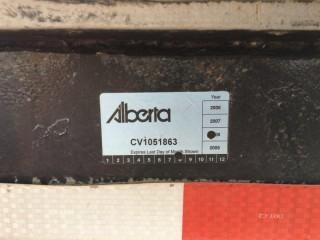 Alberta
Year
2006
2007
CV1051863
Expires Last Day of Month Shown
1 2 3 4 5 6 7 9 10 11 12